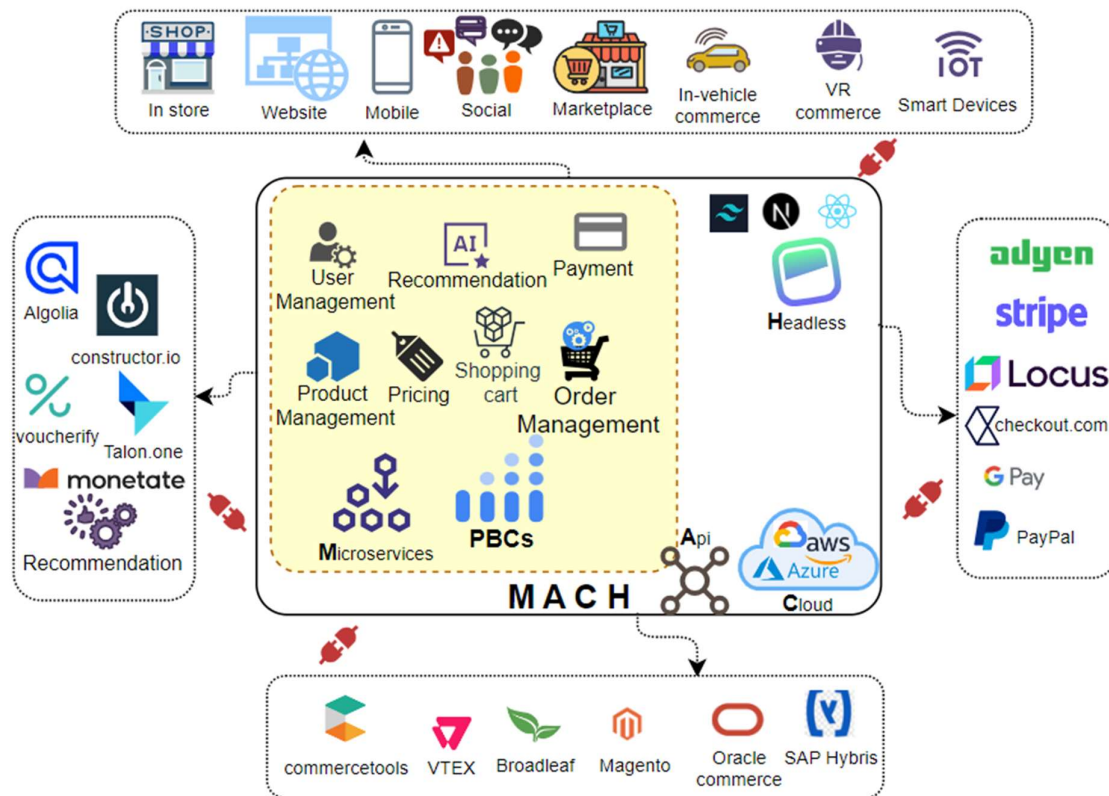 SHOP
In store
Website
Mobile
Social
Marketplace
In-vehicle
commerce
VR
commerce
IOT
Smart Devices
Algolia
constructor.io
voucherify
Talon.one
monetate
Recommendation
User
Management
AI
Recommendation
Payment
Product
Management
Pricing
Shopping
cart
Order
Management
Microservices
PBCs
N
Headless
Api
aws
Azure
Cloud
MACH
adyen
stripe
Locus
checkout.com
G Pay
PayPal
commercetools
VTEX
Broadleaf
Magento
Oracle
commerce
SAP Hybris